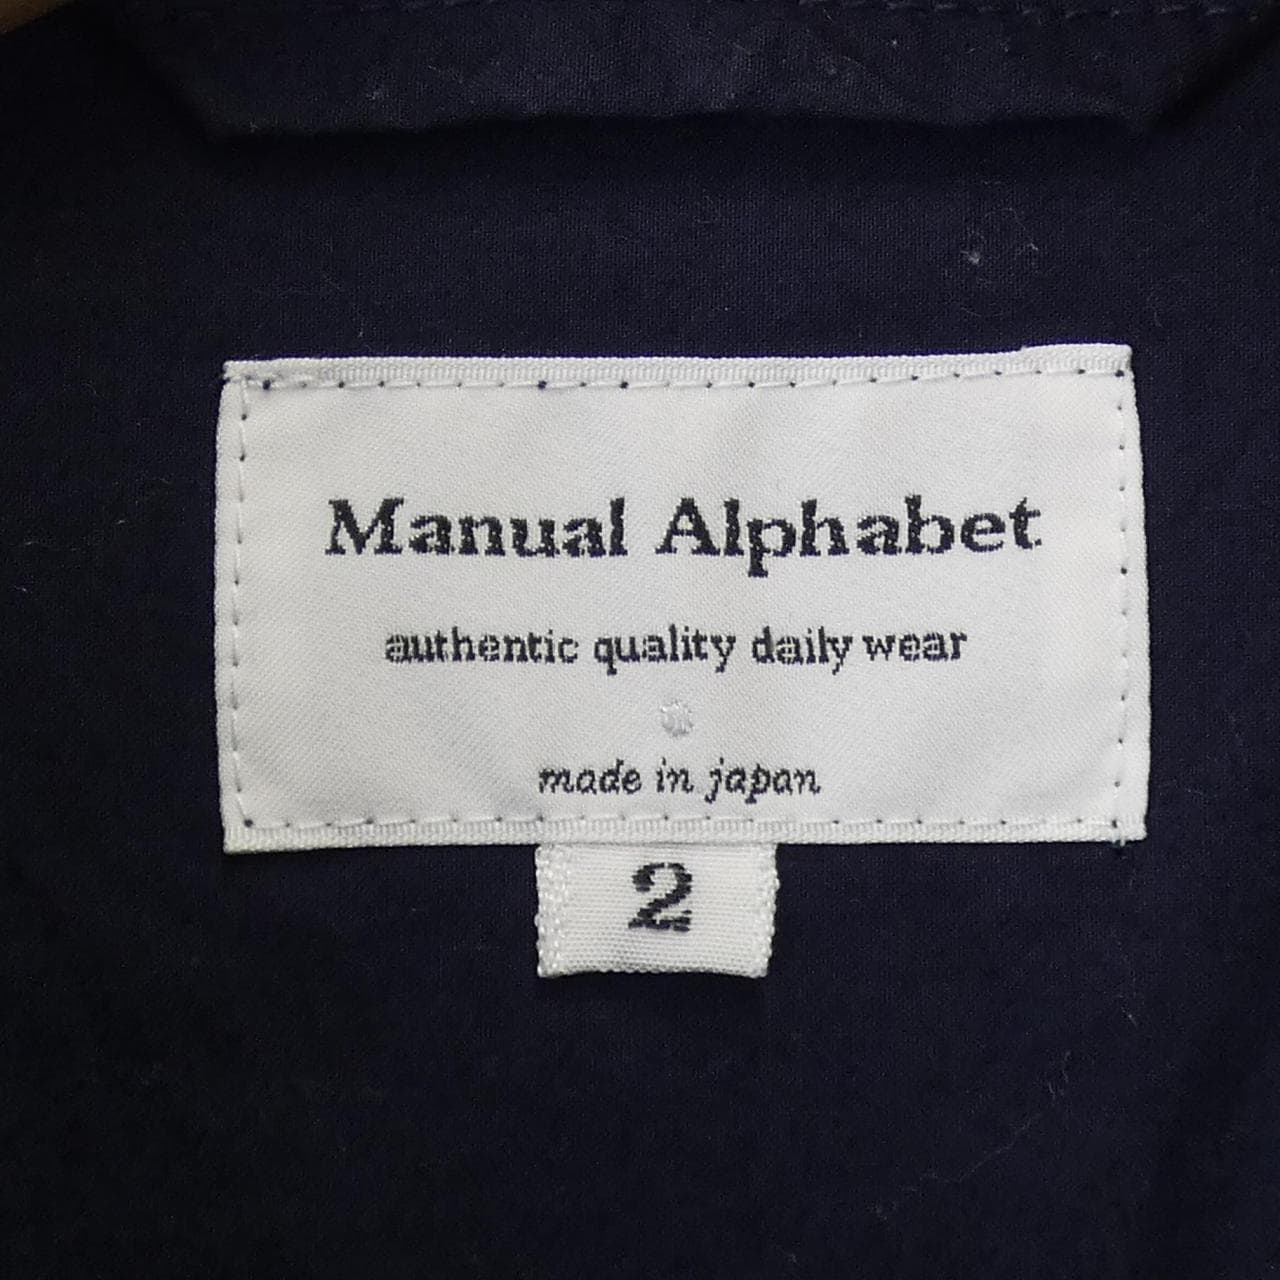 Manual Alphabet
authentic quality daily wear
made in japan
2